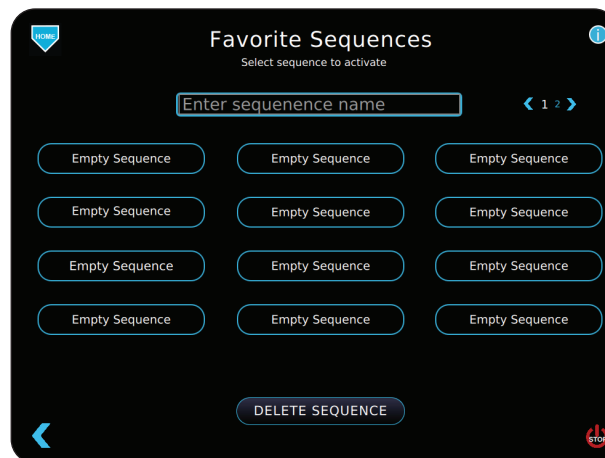 HOME
Favorite Sequences
i
Select sequence to activate
Enter sequenence name
1 2
Empty Sequence Empty Sequence Empty Sequence
Empty Sequence Empty Sequence Empty Sequence
Empty Sequence Empty Sequence Empty Sequence
Empty Sequence Empty Sequence Empty Sequence
DELETE SEQUENCE
STOP